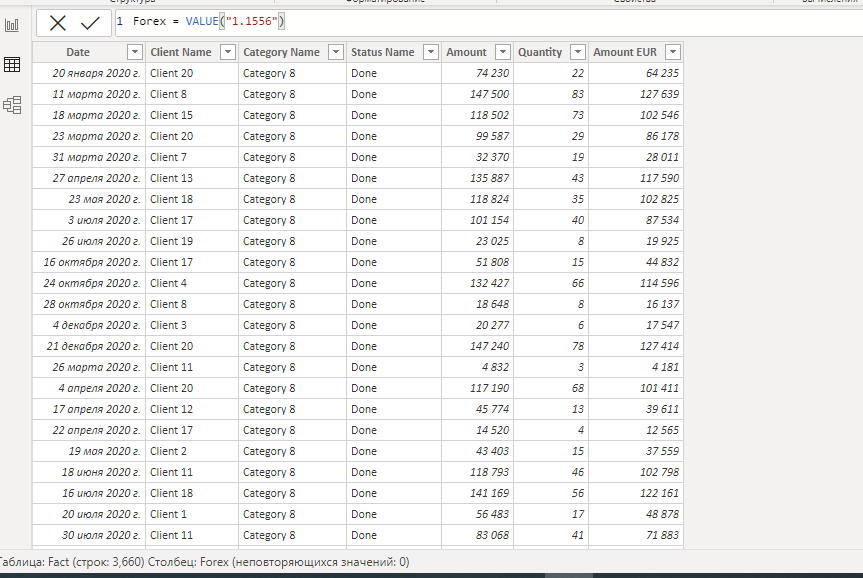 1 Forex = VALUE("1.1556")
Date Client Name Category Name Status Name Amount Quantity Amount EUR
20 января 2020 г. Client 20 Category 8 Done 74 230 22 64 235
11 марта 2020 г. Client 8 Category 8 Done 147 500 83 127 639
18 марта 2020 г. Client 15 Category 8 Done 118 502 73 102 546
23 марта 2020 г. Client 20 Category 8 Done 99 587 29 86 178
31 марта 2020 г. Client 7 Category 8 Done 32 370 19 28 011
27 апреля 2020 г. Client 13 Category 8 Done 135 887 43 117 590
23 мая 2020 г. Client 18 Category 8 Done 118 824 35 102 825
3 июля 2020 г. Client 17 Category 8 Done 101 154 40 87 534
26 июля 2020 г. Client 19 Category 8 Done 23 025 8 19 925
16 октября 2020 г. Client 17 Category 8 Done 51 808 15 44 832
24 октября 2020 г. Client 4 Category 8 Done 132 427 66 114 596
28 октября 2020 г. Client 8 Category 8 Done 18 648 8 16 137
4 декабря 2020 г. Client 3 Category 8 Done 20 277 6 17 547
21 декабря 2020 г. Client 20 Category 8 Done 147 240 78 127 414
26 марта 2020 г. Client 11 Category 8 Done 4 832 3 4 181
4 апреля 2020 г. Client 20 Category 8 Done 117 190 68 101 411
17 апреля 2020 г. Client 12 Category 8 Done 45 774 13 39 611
22 апреля 2020 г. Client 17 Category 8 Done 14 520 4 12 565
19 мая 2020 г. Client 2 Category 8 Done 43 403 15 37 559
18 июня 2020 г. Client 11 Category 8 Done 118 793 46 102 798
16 июля 2020 г. Client 18 Category 8 Done 141 169 56 122 161
20 июля 2020 г. Client 1 Category 8 Done 56 483 17 48 878
30 июля 2020 г. Client 11 Category 8 Done 83 068 41 71 883
Таблица: Fact (строк: 3,660) Столбец: Forex (неповторяющихся значений: 0)